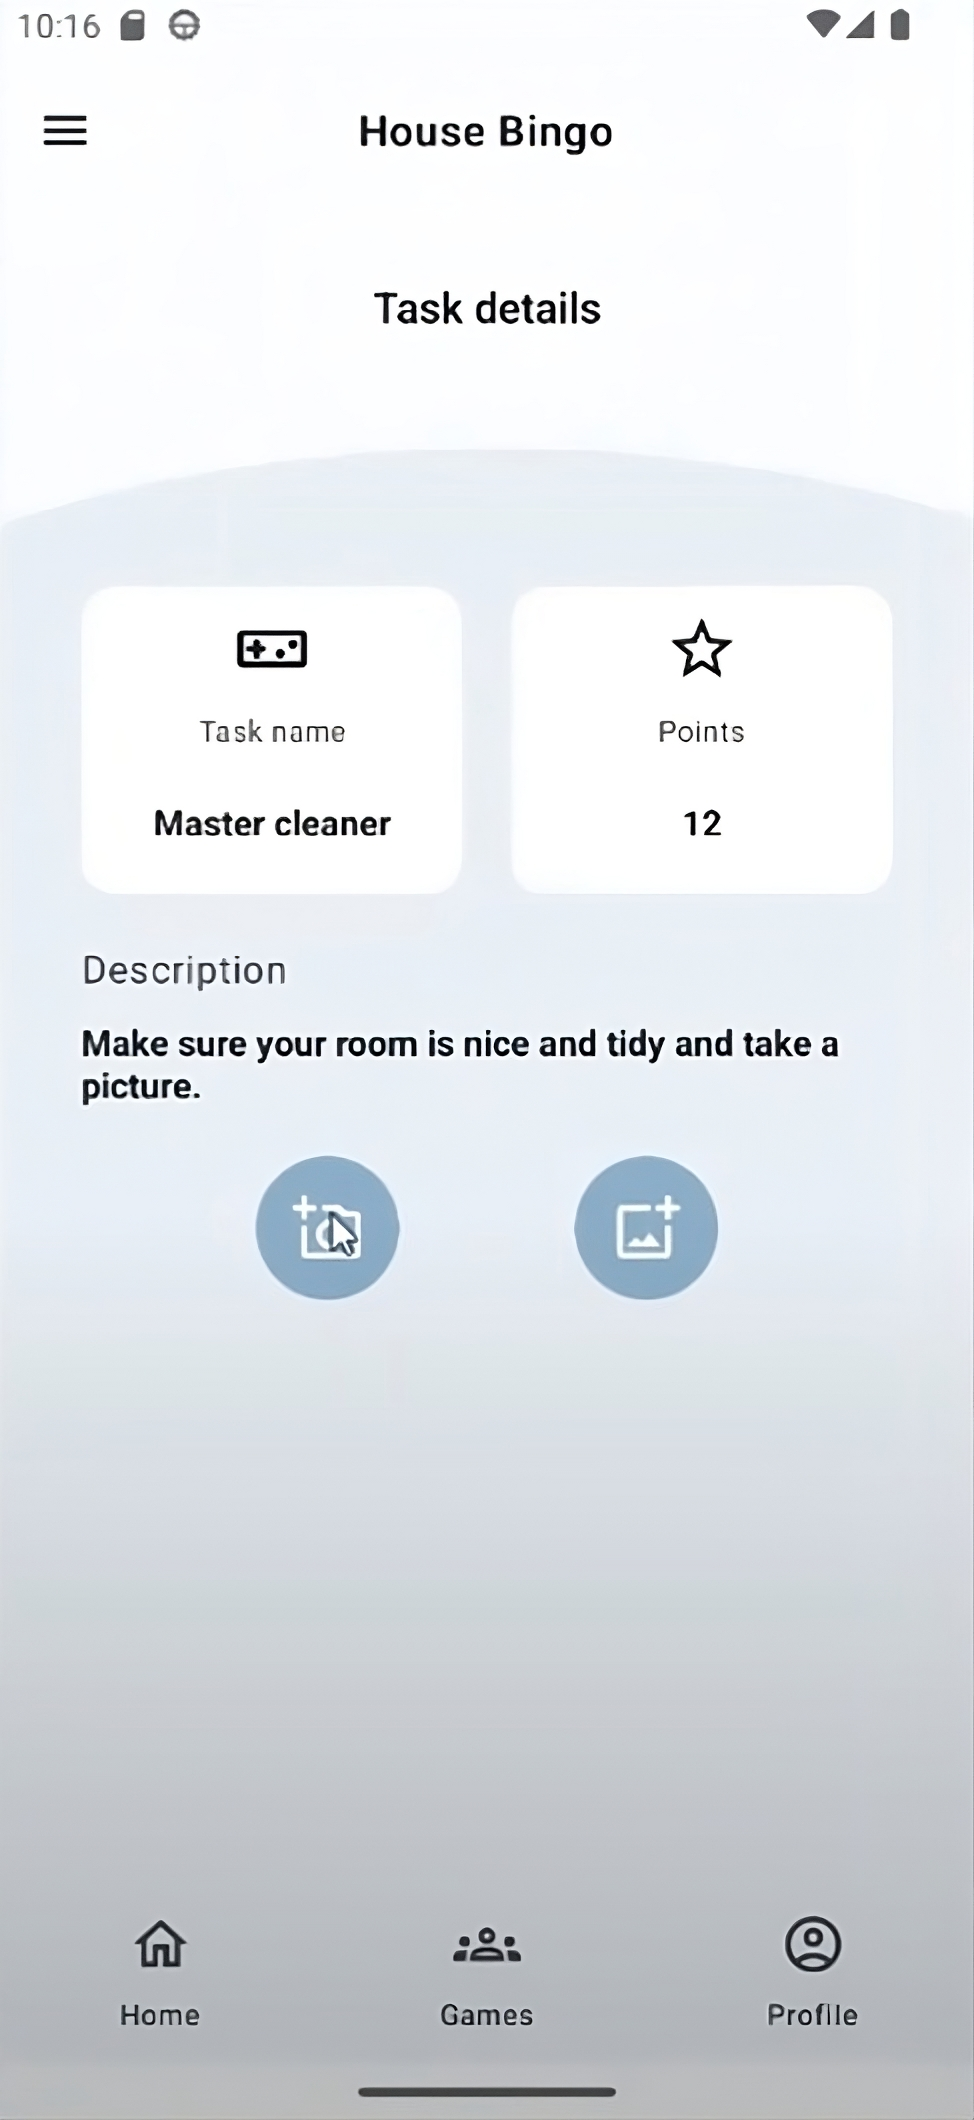 10:16
House Bingo
Task details
Task name
Points
Master cleaner
12
Description
Make sure your room is nice and tidy and take a
picture.
Home
Games
Profile